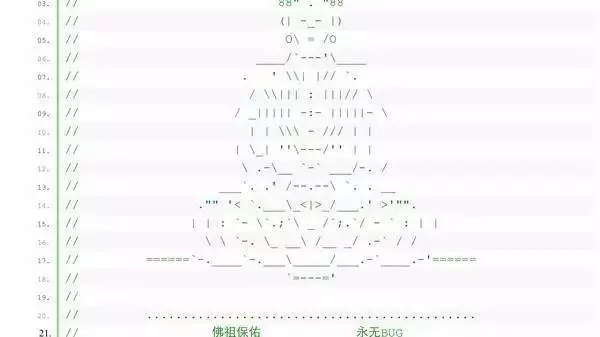 03. // 88" . "88
04. // (| -_- |)
05. // O\ = /O
06. // ____/`---'\____
07. // . ' \\| |// `.
08. // / \\||| : |||// \
09. // / _||||| -:- |||||- \
10. // | | \\\ - /// | |
11. // | \_| ''\---/'' | |
12. // \ .-\__ `-` ___/-. /
13. // ___`. .' /--.--\ `. . __
14. // ."" '< `.___\_<|>_/___.' >'"".
15. // | | : `- \`.;`\ _ /`;.`/ - ` : | |
16. // \ \ `-. \_ __\ /__ _/ .-` / /
17. // ======`-.____`-.___\_____/___.-`____.-'======
18. // `=---='
19. //
20. // .............................................
21. // 佛祖保佑 永无BUG